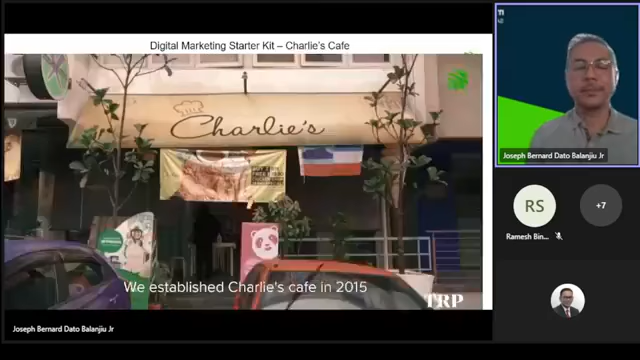 Digital Marketing Starter Kit – Charlie's Cafe
Charlie's
We established Charlie's cafe in 2015
TRP
Joseph Bernard Dato Balanjiu Jr
Joseph Bernard Dato Balanjiu Jr
RS
+7
Ramesh Bin...